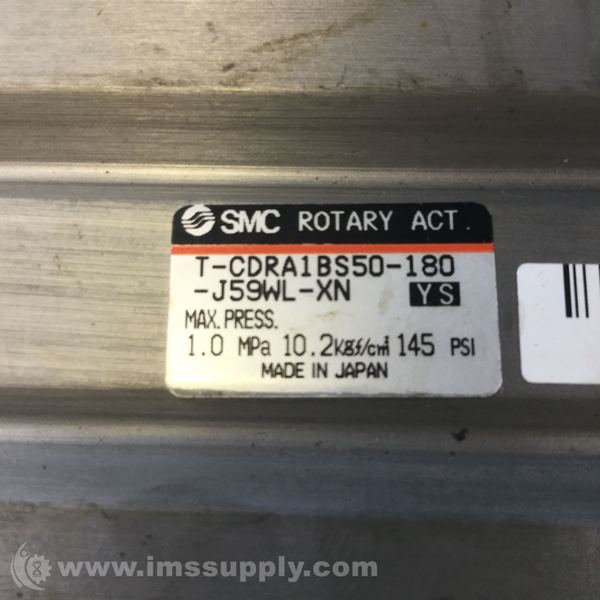 SMC ROTARY ACT.
T-CDRA1BS50-180
-J59WL-XN YS
MAX.PRESS.
1.0 MPa 10.2kgf/cm² 145 PSI
MADE IN JAPAN
© www.imssupply.com